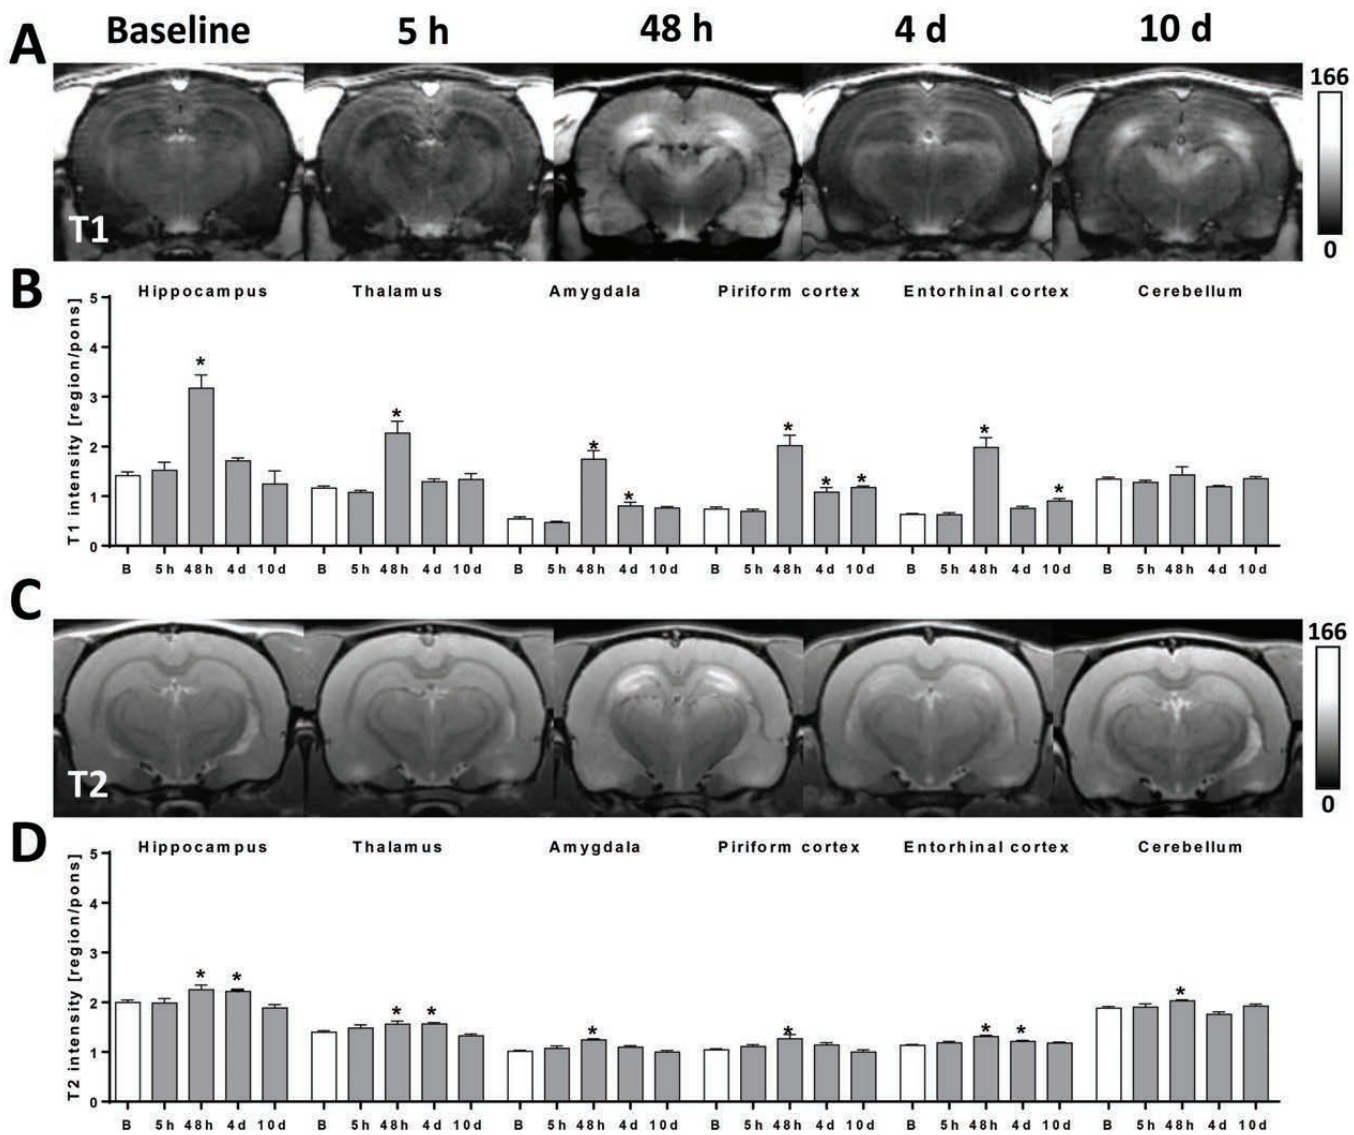 A Baseline 5 h 48 h 4 d 10 d
166
T1
0
B
Hippocampus Thalamus Amygdala Piriform cortex Entorhinal cortex Cerebellum
T1 intensity [region/pons]
5
4
3
2
1
0
* * * * * * * * *
B 5h 48h 4d 10d B 5h 48h 4d 10d B 5h 48h 4d 10d B 5h 48h 4d 10d B 5h 48h 4d 10d B 5h 48h 4d 10d
C
166
T2
0
D
Hippocampus Thalamus Amygdala Piriform cortex Entorhinal cortex Cerebellum
T2 intensity [region/pons]
5
4
3
2
1
0
* * * * * * * * *
B 5h 48h 4d 10d B 5h 48h 4d 10d B 5h 48h 4d 10d B 5h 48h 4d 10d B 5h 48h 4d 10d B 5h 48h 4d 10d